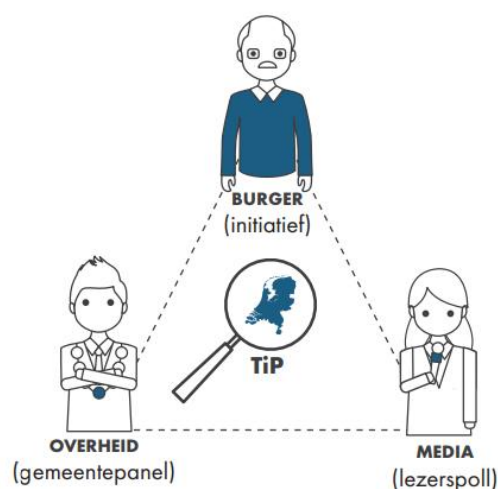 BURGER
(initiatief)
TiP
OVERHEID
(gemeentepanel)
MEDIA
(lezerspoll)